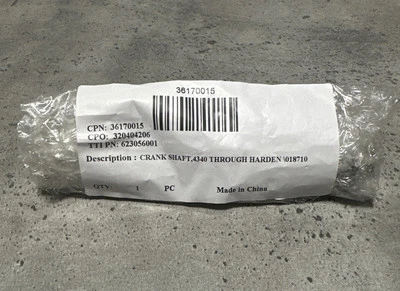 36170015
CPN: 36170015
CPO: 320404206
TTI PN: 623056001
Description : CRANK SHAFT,4340 THROUGH HARDEN \018710
QTY: 1 PC Made in China